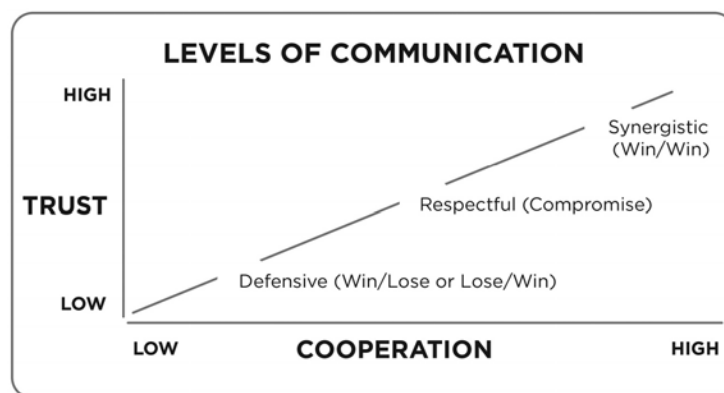 LEVELS OF COMMUNICATION
HIGH
Synergistic
(Win/Win)
TRUST
Respectful (Compromise)
Defensive (Win/Lose or Lose/Win)
LOW
LOW
COOPERATION
HIGH